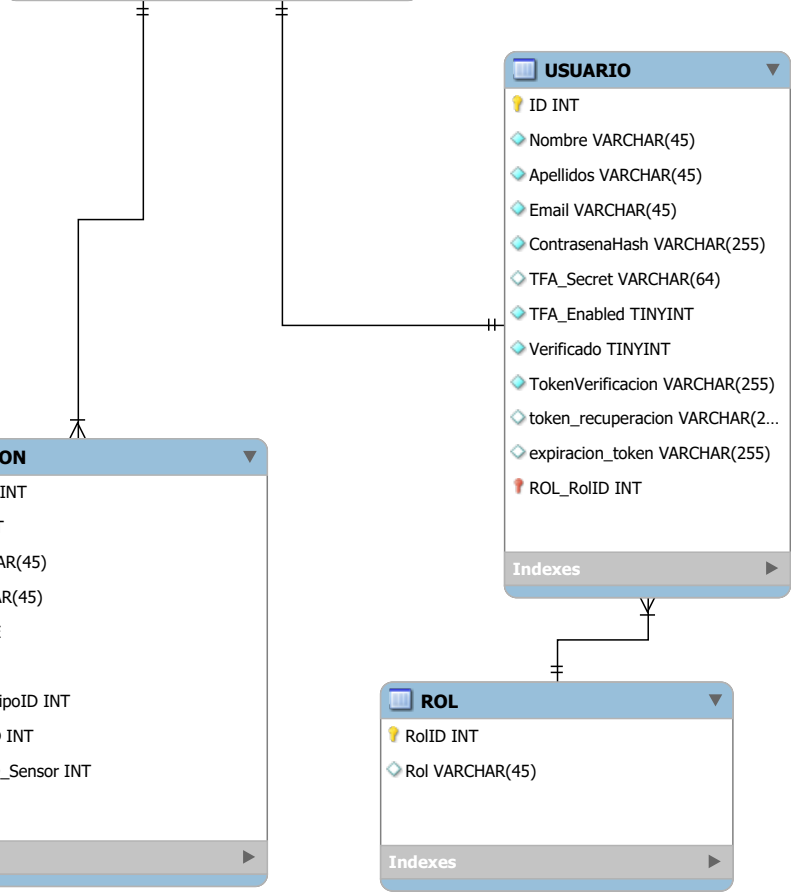 USUARIO
ID INT
Nombre VARCHAR(45)
Apellidos VARCHAR(45)
Email VARCHAR(45)
ContrasenaHash VARCHAR(255)
TFA_Secret VARCHAR(64)
TFA_Enabled TINYINT
Verificado TINYINT
TokenVerificacion VARCHAR(255)
token_recuperacion VARCHAR(2...
expiracion_token VARCHAR(255)
ROL_RolID INT
Indexes
ON
INT
AR(45)
AR(45)
ipoID INT
INT
_Sensor INT
ROL
RolID INT
Rol VARCHAR(45)
Indexes